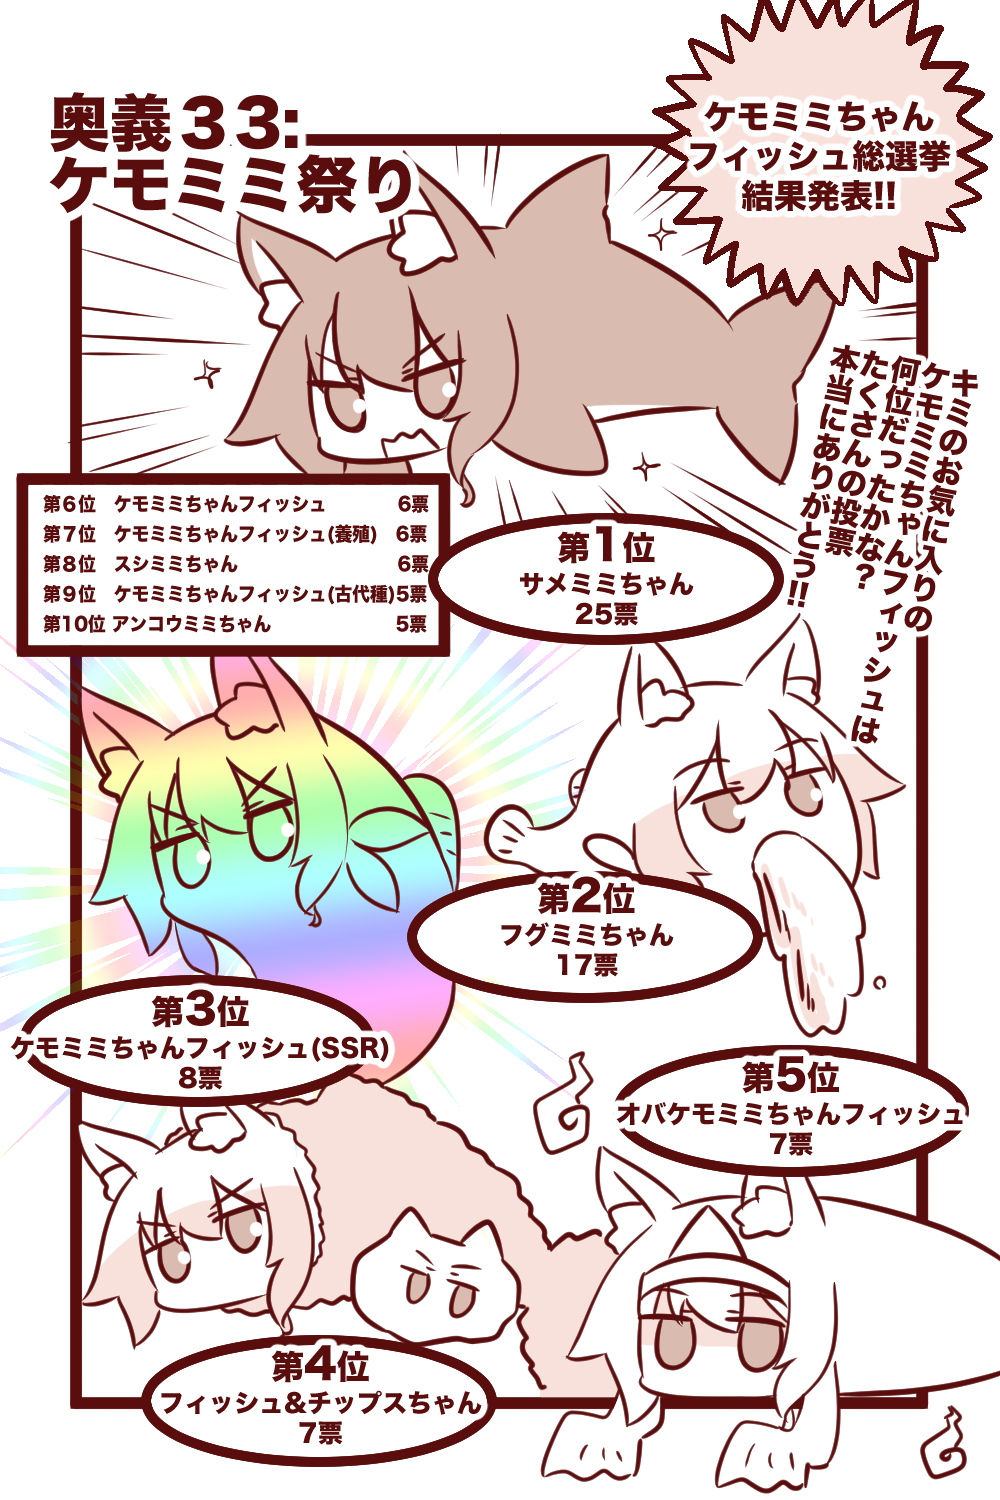 奥義３３:
ケモミミ祭り
ケモミミちゃん
フィッシュ総選挙
結果発表!!
キミのお気に入りの
ケモミミちゃんフィッシュは
何位だったかな？
たくさんの投票
本当にありがとう!!
第1位
サメミミちゃん
25票
第6位 ケモミミちゃんフィッシュ 6票
第7位 ケモミミちゃんフィッシュ(養殖) 6票
第8位 スシミミちゃん 6票
第9位 ケモミミちゃんフィッシュ(古代種)5票
第10位 アンコウミミちゃん 5票
第2位
フグミミちゃん
17票
第3位
ケモミミちゃんフィッシュ(SSR)
8票
第5位
オバケモミミちゃんフィッシュ
7票
第4位
フィッシュ&チップスちゃん
7票